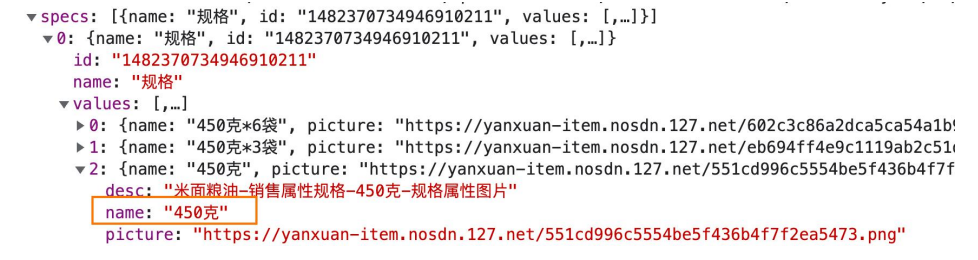 ▼specs: [{name: "规格", id: "1482370734946910211", values: [,…]}]
▼0: {name: "规格", id: "1482370734946910211", values: [,…]}
id: "1482370734946910211"
name: "规格"
▼values: [,…]
▶0: {name: "450克*6袋", picture: "https://yanxuan-item.nosdn.127.net/602c3c86a2dca5ca54a1b9
▶1: {name: "450克*3袋", picture: "https://yanxuan-item.nosdn.127.net/eb694ff4e9c1119ab2c51c
▼2: {name: "450克", picture: "https://yanxuan-item.nosdn.127.net/551cd996c5554be5f436b4f7f
desc: "米面粮油-销售属性规格-450克-规格属性图片"
name: "450克"
picture: "https://yanxuan-item.nosdn.127.net/551cd996c5554be5f436b4f7f2ea5473.png"